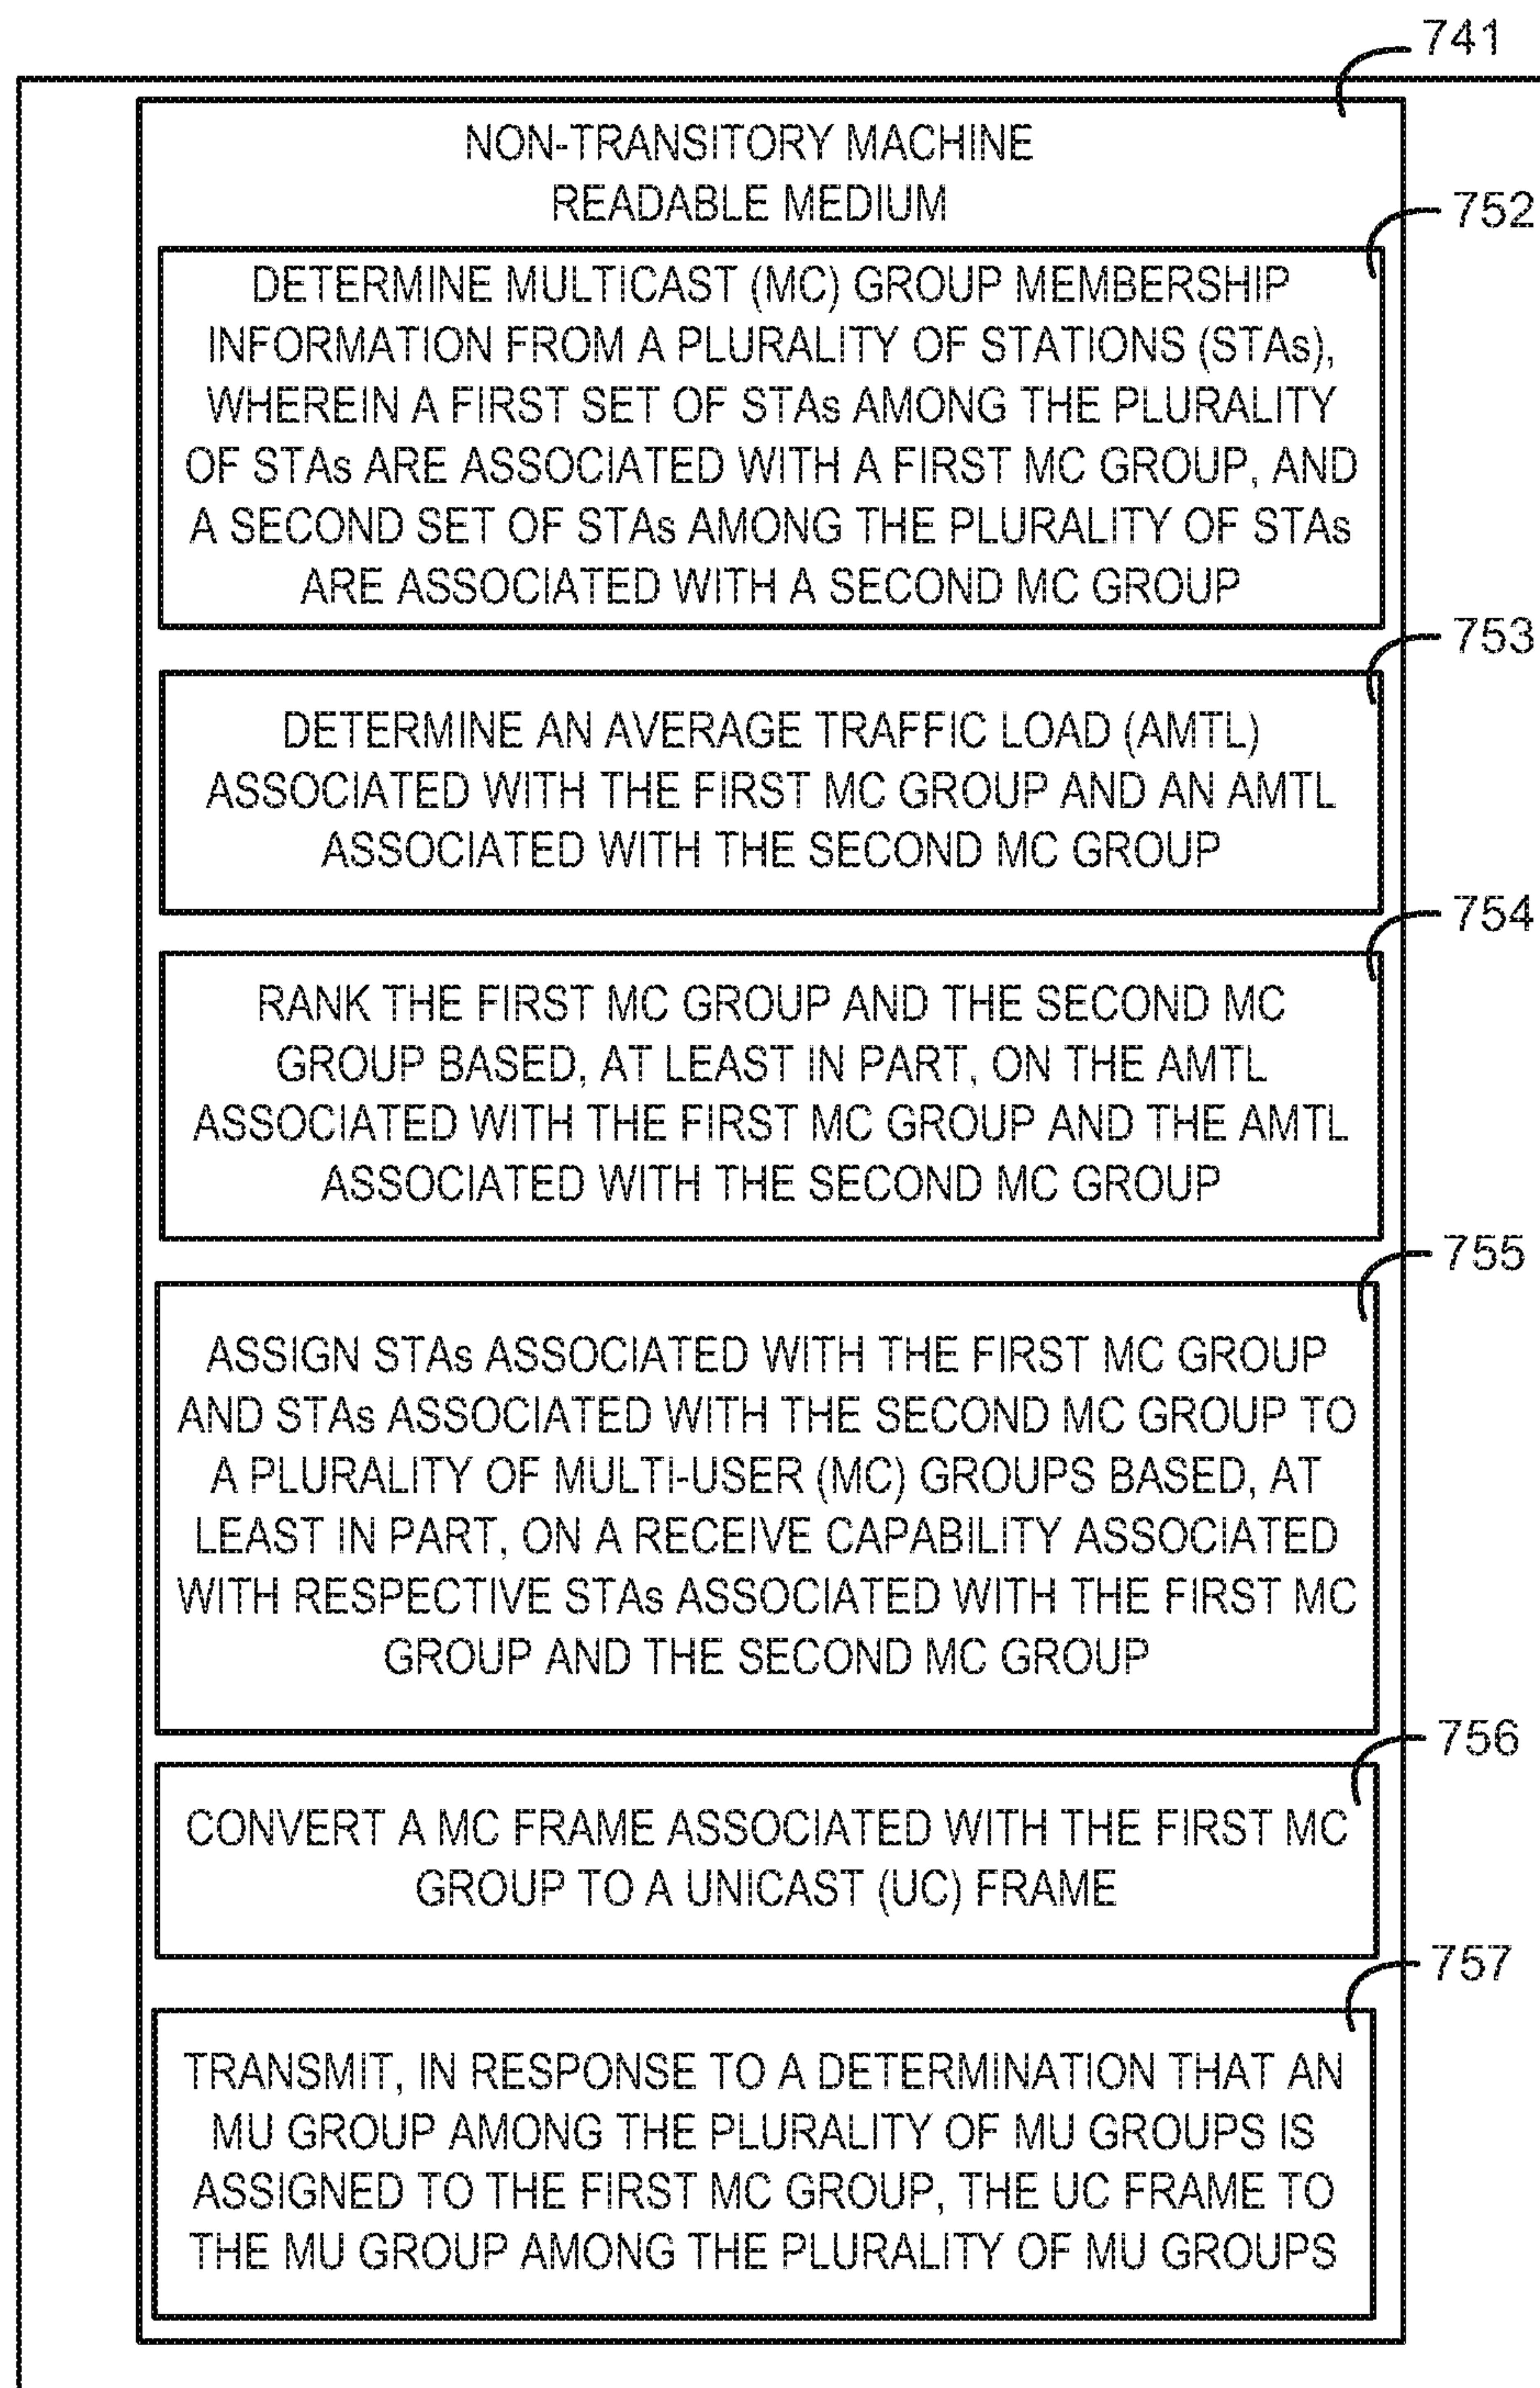 741
NON-TRANSITORY MACHINE
READABLE MEDIUM
752
DETERMINE MULTICAST (MC) GROUP MEMBERSHIP
INFORMATION FROM A PLURALITY OF STATIONS (STAs),
WHEREIN A FIRST SET OF STAs AMONG THE PLURALITY
OF STAs ARE ASSOCIATED WITH A FIRST MC GROUP, AND
A SECOND SET OF STAs AMONG THE PLURALITY OF STAs
ARE ASSOCIATED WITH A SECOND MC GROUP
753
DETERMINE AN AVERAGE TRAFFIC LOAD (AMTL)
ASSOCIATED WITH THE FIRST MC GROUP AND AN AMTL
ASSOCIATED WITH THE SECOND MC GROUP
754
RANK THE FIRST MC GROUP AND THE SECOND MC
GROUP BASED, AT LEAST IN PART, ON THE AMTL
ASSOCIATED WITH THE FIRST MC GROUP AND THE AMTL
ASSOCIATED WITH THE SECOND MC GROUP
755
ASSIGN STAs ASSOCIATED WITH THE FIRST MC GROUP
AND STAs ASSOCIATED WITH THE SECOND MC GROUP TO
A PLURALITY OF MULTI-USER (MC) GROUPS BASED, AT
LEAST IN PART, ON A RECEIVE CAPABILITY ASSOCIATED
WITH RESPECTIVE STAs ASSOCIATED WITH THE FIRST MC
GROUP AND THE SECOND MC GROUP
756
CONVERT A MC FRAME ASSOCIATED WITH THE FIRST MC
GROUP TO A UNICAST (UC) FRAME
757
TRANSMIT, IN RESPONSE TO A DETERMINATION THAT AN
MU GROUP AMONG THE PLURALITY OF MU GROUPS IS
ASSIGNED TO THE FIRST MC GROUP, THE UC FRAME TO
THE MU GROUP AMONG THE PLURALITY OF MU GROUPS